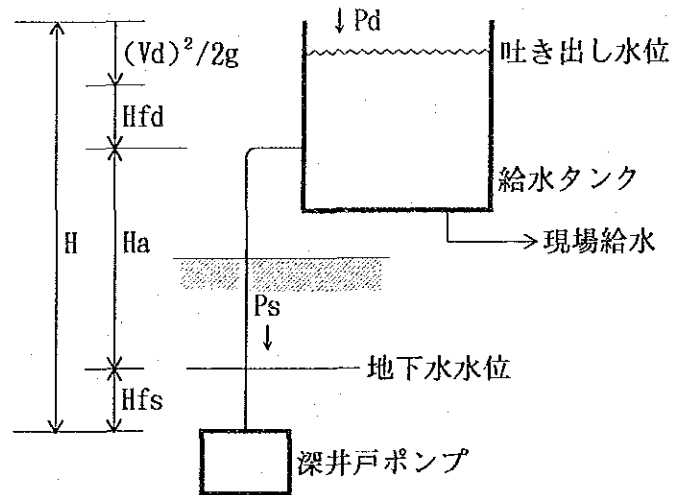 Pd
(Vd)²/2g
吐き出し水位
Hfd
給水タンク
H
Ha
現場給水
Ps
地下水水位
Hfs
深井戸ポンプ